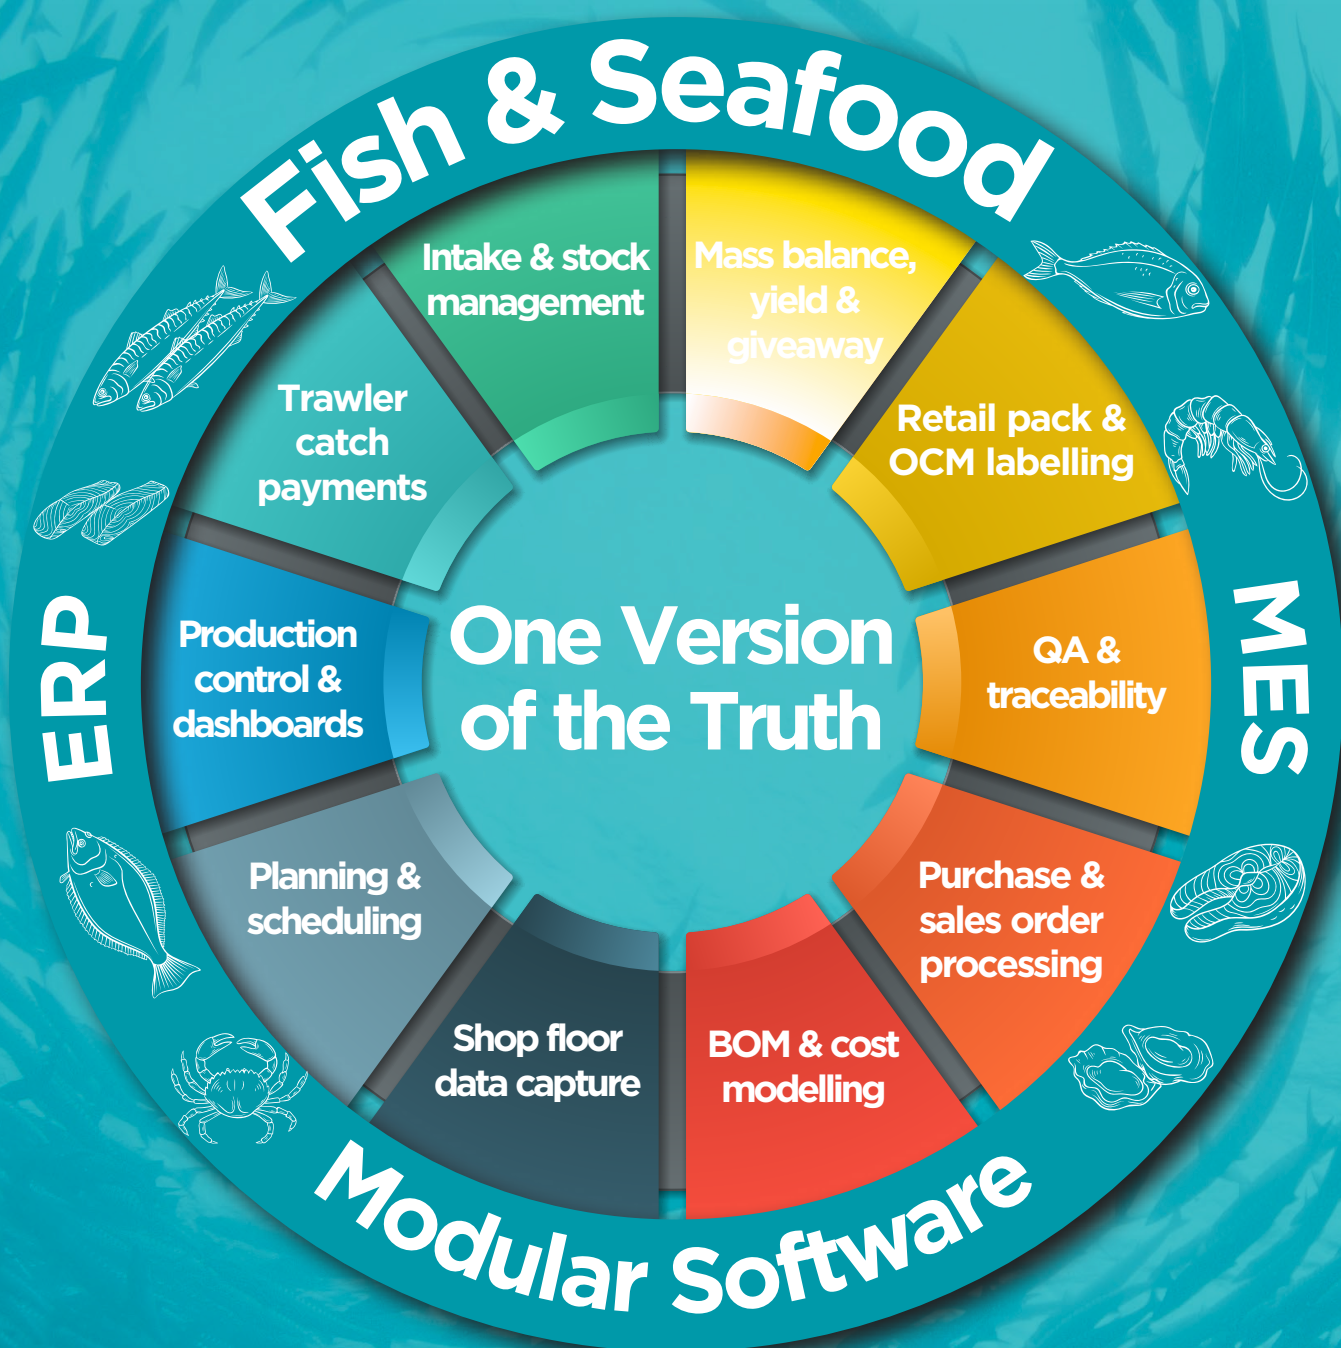 Fish & Seafood
Intake & stock
management
Mass balance,
yield &
giveaway
Retail pack &
OCM labelling
QA &
traceability
Purchase &
sales order
processing
BOM & cost
modelling
Shop floor
data capture
Planning &
scheduling
Production
control &
dashboards
Trawler
catch
payments
One Version
of the Truth
ERP
MES
Modular Software